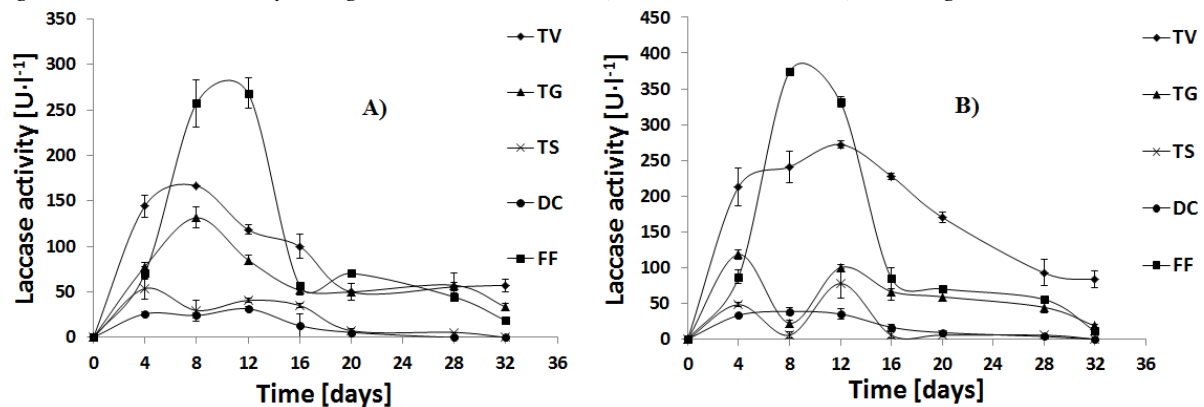 Laccase activity [U·l⁻¹]
350
300
250
200
150
100
50
0
0 4 8 12 16 20 24 28 32
Time [days]
A)
TV
TG
TS
DC
FF
Laccase activity [U·l⁻¹]
450
400
350
300
250
200
150
100
50
0
0 4 8 12 16 20 24 28 32 36
Time [days]
B)
TV
TG
TS
DC
FF